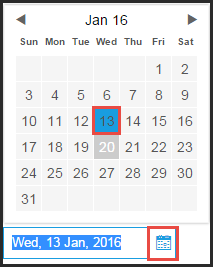 Jan 16
Sun Mon Tue Wed Thu Fri Sat
1 2
3 4 5 6 7 8 9
10 11 12 13 14 15 16
17 18 19 20 21 22 23
24 25 26 27 28 29 30
31
Wed, 13 Jan, 2016